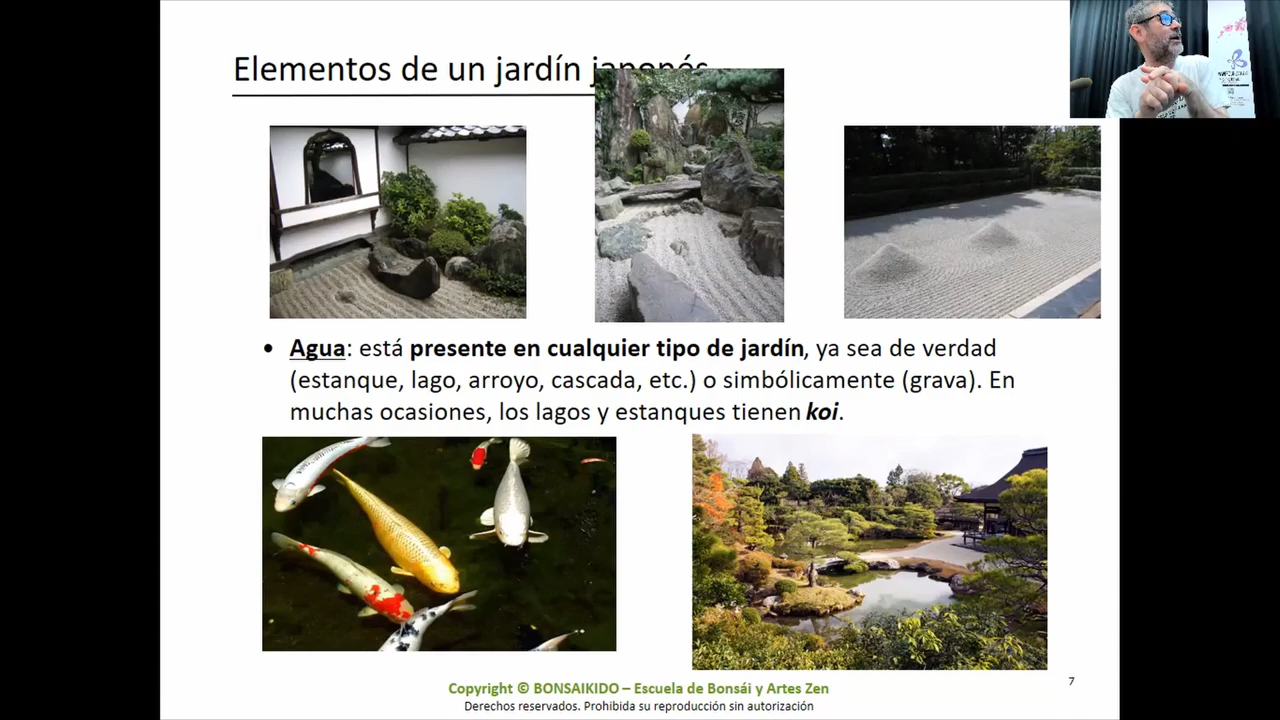 Elementos de un jardín japonés
• Agua: está presente en cualquier tipo de jardín, ya sea de verdad
(estanque, lago, arroyo, cascada, etc.) o simbólicamente (grava). En
muchas ocasiones, los lagos y estanques tienen koi.
7
Copyright © BONSAIKIDO – Escuela de Bonsái y Artes Zen
Derechos reservados. Prohibida su reproducción sin autorización